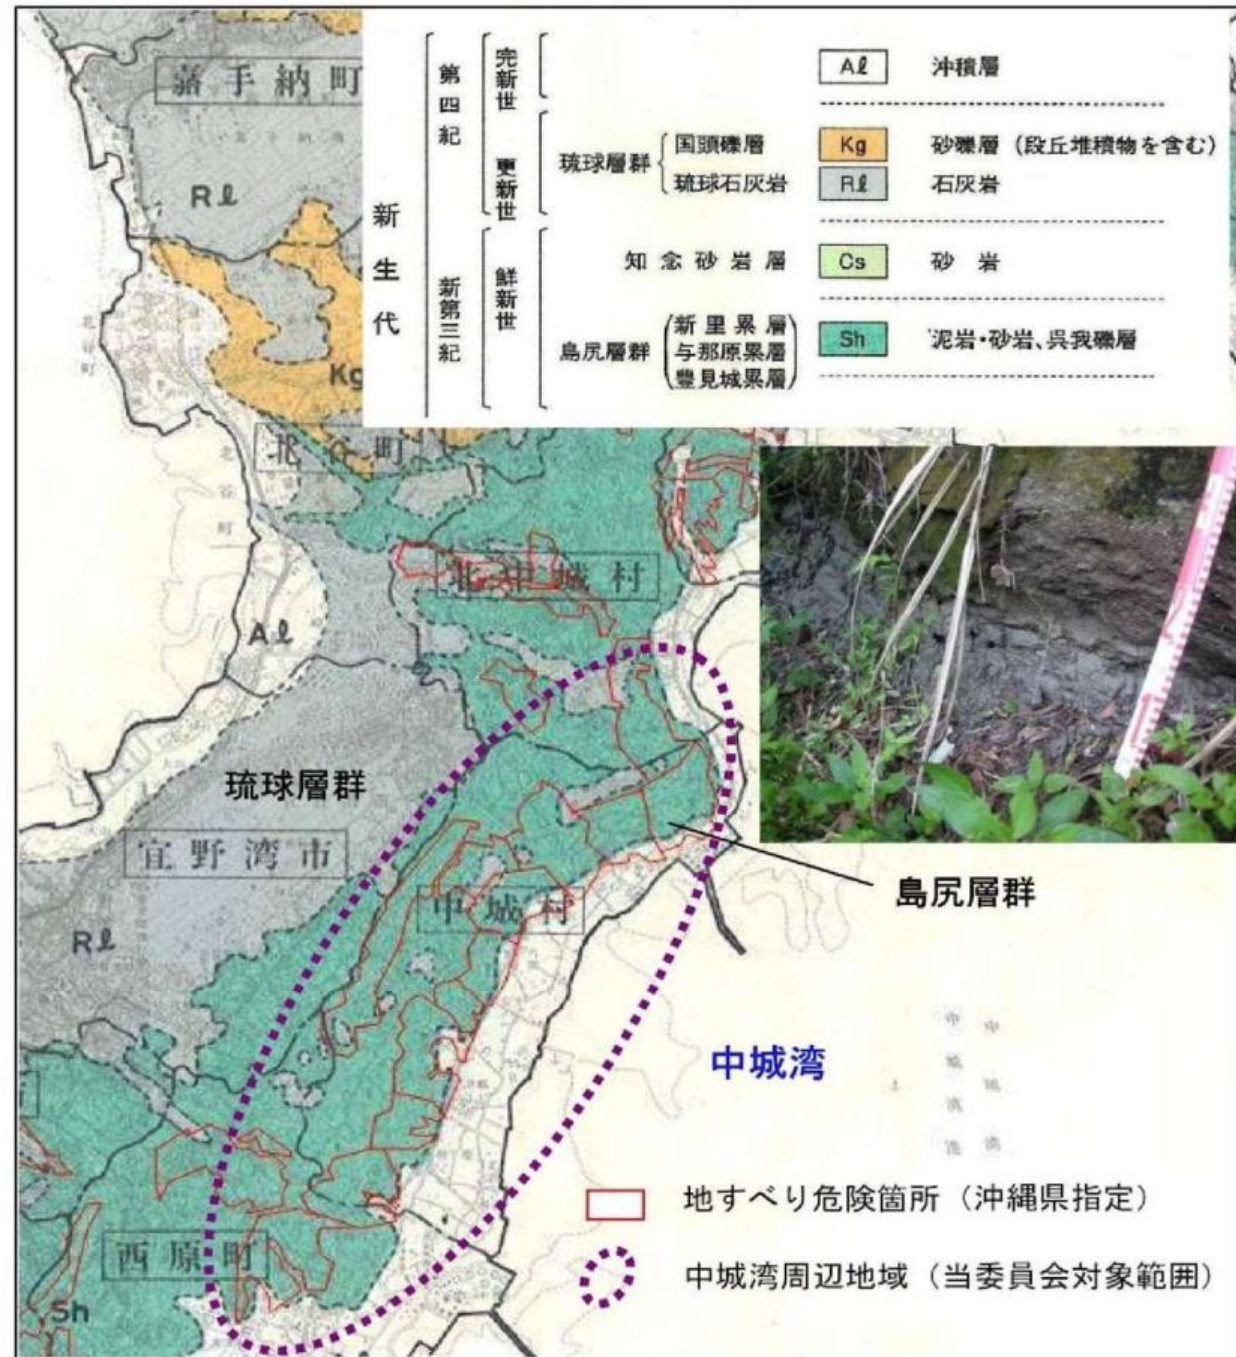 新生代
第四紀
新第三紀
完新世
更新世
鮮新世
琉球層群
国頭礫層
琉球石灰岩
知念砂岩層
島尻層群
新里累層
与那原累層
豊見城累層
Aℓ 沖積層
Kg 砂礫層 (段丘堆積物を含む)
Rℓ 石灰岩
Cs 砂岩
Sh 泥岩・砂岩、呉我礫層
嘉手納町
Rℓ
Kg
北谷町
北谷町
北谷町
北中城村
Aℓ
琉球層群
宜野湾市
Rℓ
中城村
島尻層群
中城湾
西原町
Sh
地すべり危険箇所（沖縄県指定）
中城湾周辺地域（当委員会対象範囲）